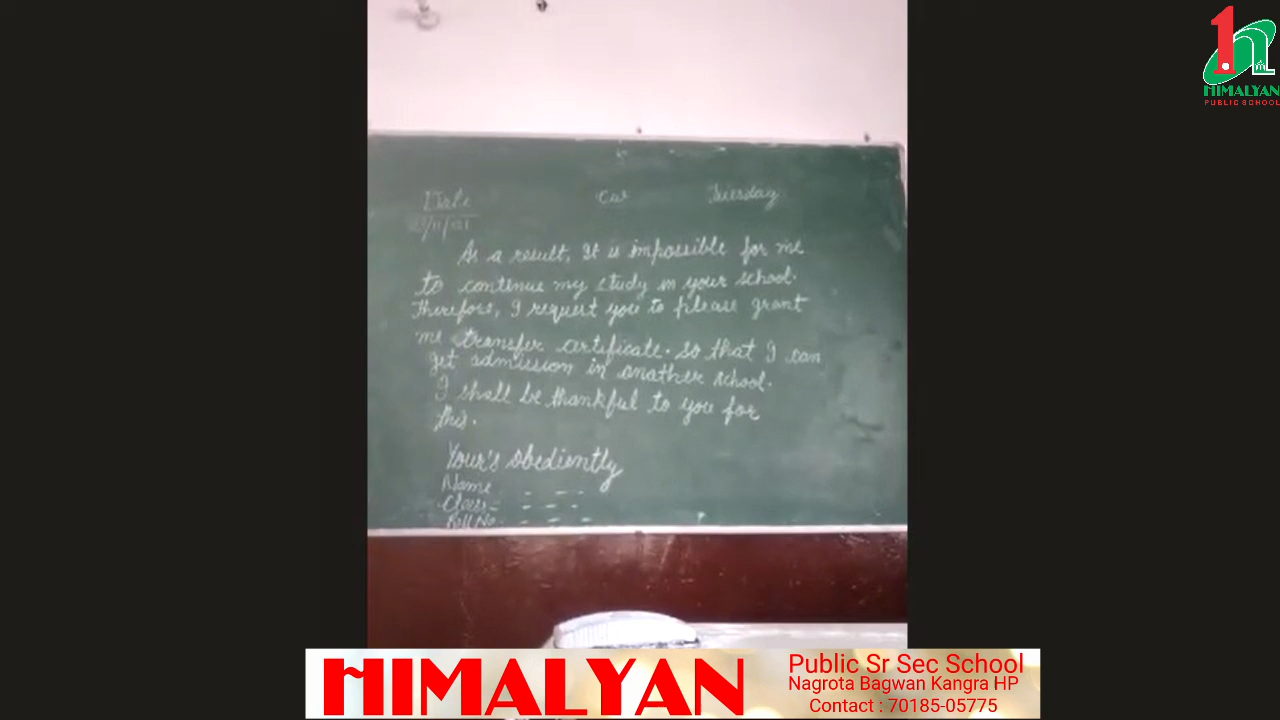 1h
HIMALYAN
PUBLIC SCHOOL
Date C.W Tuesday
As a result, It is impossible for me
to continue my study in your school.
Therefore, I request you to please grant
me transfer certificate. So that I can
get admission in another school.
I shall be thankful to you for
this.
Your's obediently
Name
Class
Roll No
HIMALYAN
Public Sr Sec School
Nagrota Bagwan Kangra HP
Contact : 70185-05775